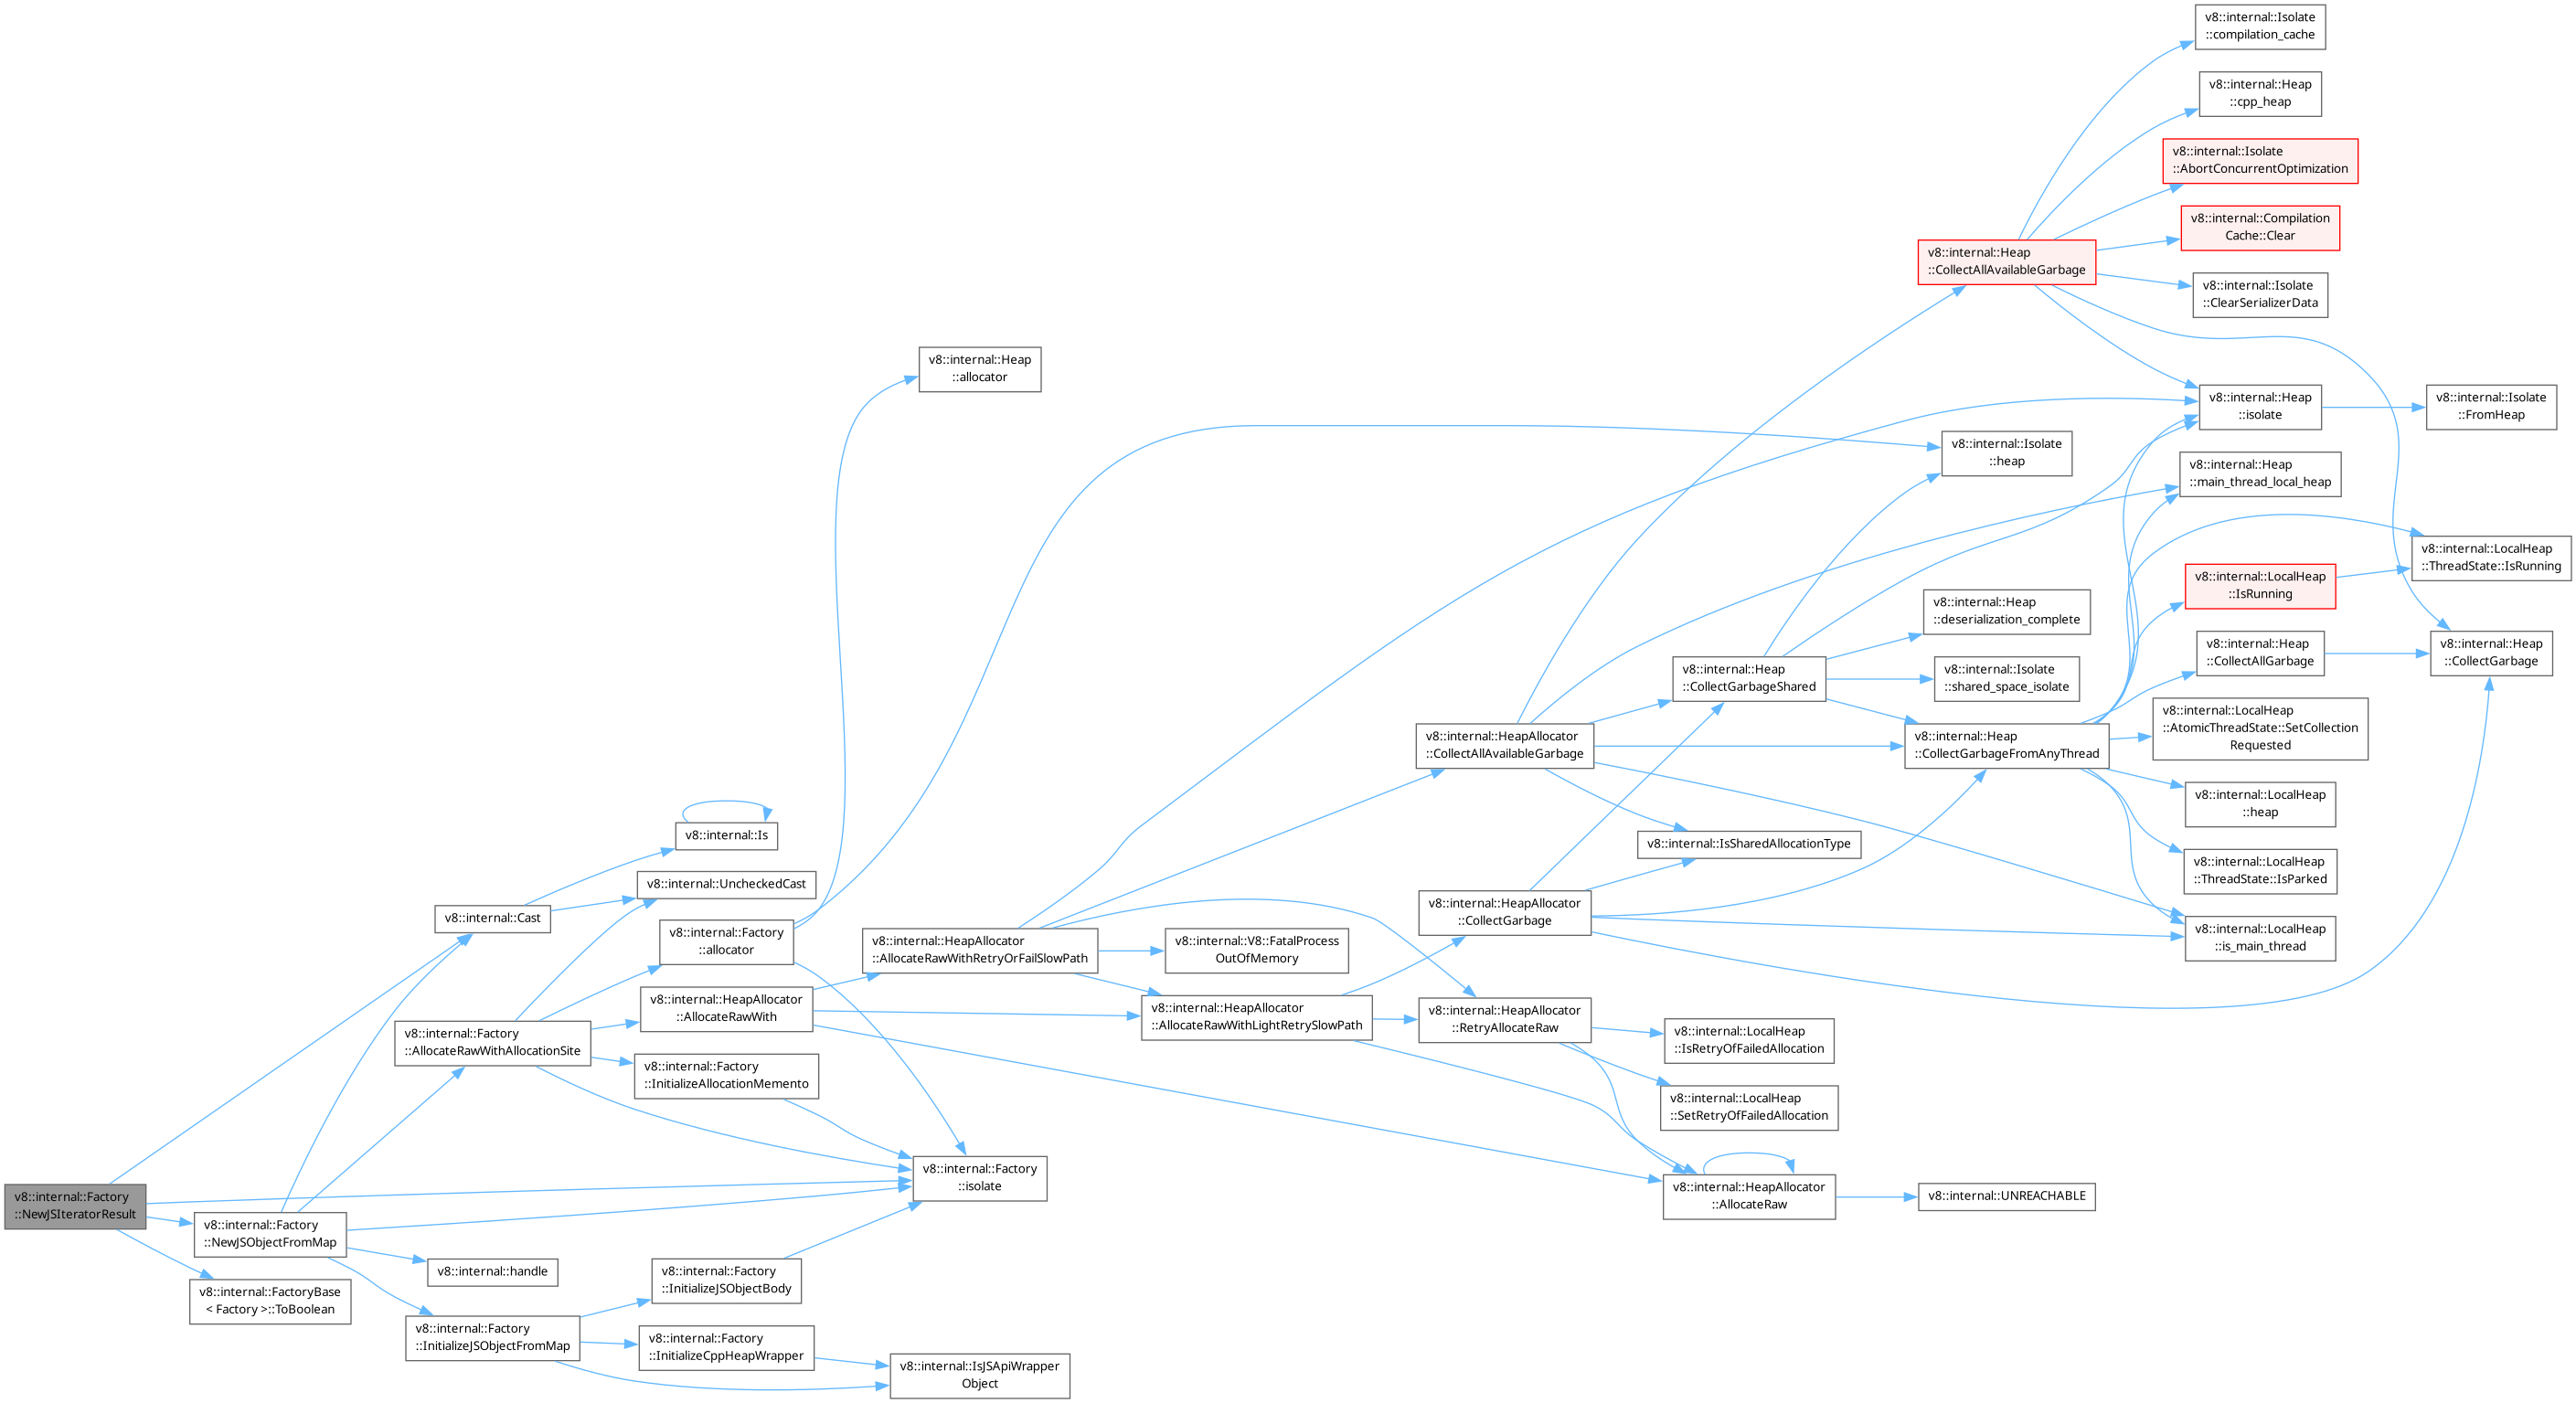 v8::internal::Factory
::NewJSIteratorResult
v8::internal::Cast
v8::internal::Is
v8::internal::UncheckedCast
v8::internal::Factory
::NewJSObjectFromMap
v8::internal::FactoryBase
< Factory >::ToBoolean
v8::internal::Factory
::AllocateRawWithAllocationSite
v8::internal::handle
v8::internal::Factory
::InitializeJSObjectFromMap
v8::internal::Factory
::allocator
v8::internal::HeapAllocator
::AllocateRawWith
v8::internal::Factory
::InitializeAllocationMemento
v8::internal::Factory
::InitializeJSObjectBody
v8::internal::Factory
::InitializeCppHeapWrapper
v8::internal::Heap
::allocator
v8::internal::HeapAllocator
::AllocateRawWithRetryOrFailSlowPath
v8::internal::Factory
::isolate
v8::internal::IsJSApiWrapper
Object
v8::internal::V8::FatalProcess
OutOfMemory
v8::internal::HeapAllocator
::AllocateRawWithLightRetrySlowPath
v8::internal::HeapAllocator
::CollectAllAvailableGarbage
v8::internal::HeapAllocator
::CollectGarbage
v8::internal::HeapAllocator
::RetryAllocateRaw
v8::internal::Heap
::CollectGarbageShared
v8::internal::IsSharedAllocationType
v8::internal::LocalHeap
::IsRetryOfFailedAllocation
v8::internal::LocalHeap
::SetRetryOfFailedAllocation
v8::internal::HeapAllocator
::AllocateRaw
v8::internal::Heap
::CollectAllAvailableGarbage
v8::internal::Isolate
::heap
v8::internal::Heap
::deserialization_complete
v8::internal::Isolate
::shared_space_isolate
v8::internal::Heap
::CollectGarbageFromAnyThread
v8::internal::UNREACHABLE
v8::internal::Isolate
::compilation_cache
v8::internal::Heap
::cpp_heap
v8::internal::Isolate
::AbortConcurrentOptimization
v8::internal::Compilation
Cache::Clear
v8::internal::Isolate
::ClearSerializerData
v8::internal::Heap
::isolate
v8::internal::Heap
::main_thread_local_heap
v8::internal::LocalHeap
::IsRunning
v8::internal::Heap
::CollectAllGarbage
v8::internal::LocalHeap
::AtomicThreadState::SetCollection
Requested
v8::internal::LocalHeap
::heap
v8::internal::LocalHeap
::ThreadState::IsParked
v8::internal::LocalHeap
::is_main_thread
v8::internal::Isolate
::FromHeap
v8::internal::LocalHeap
::ThreadState::IsRunning
v8::internal::Heap
::CollectGarbage